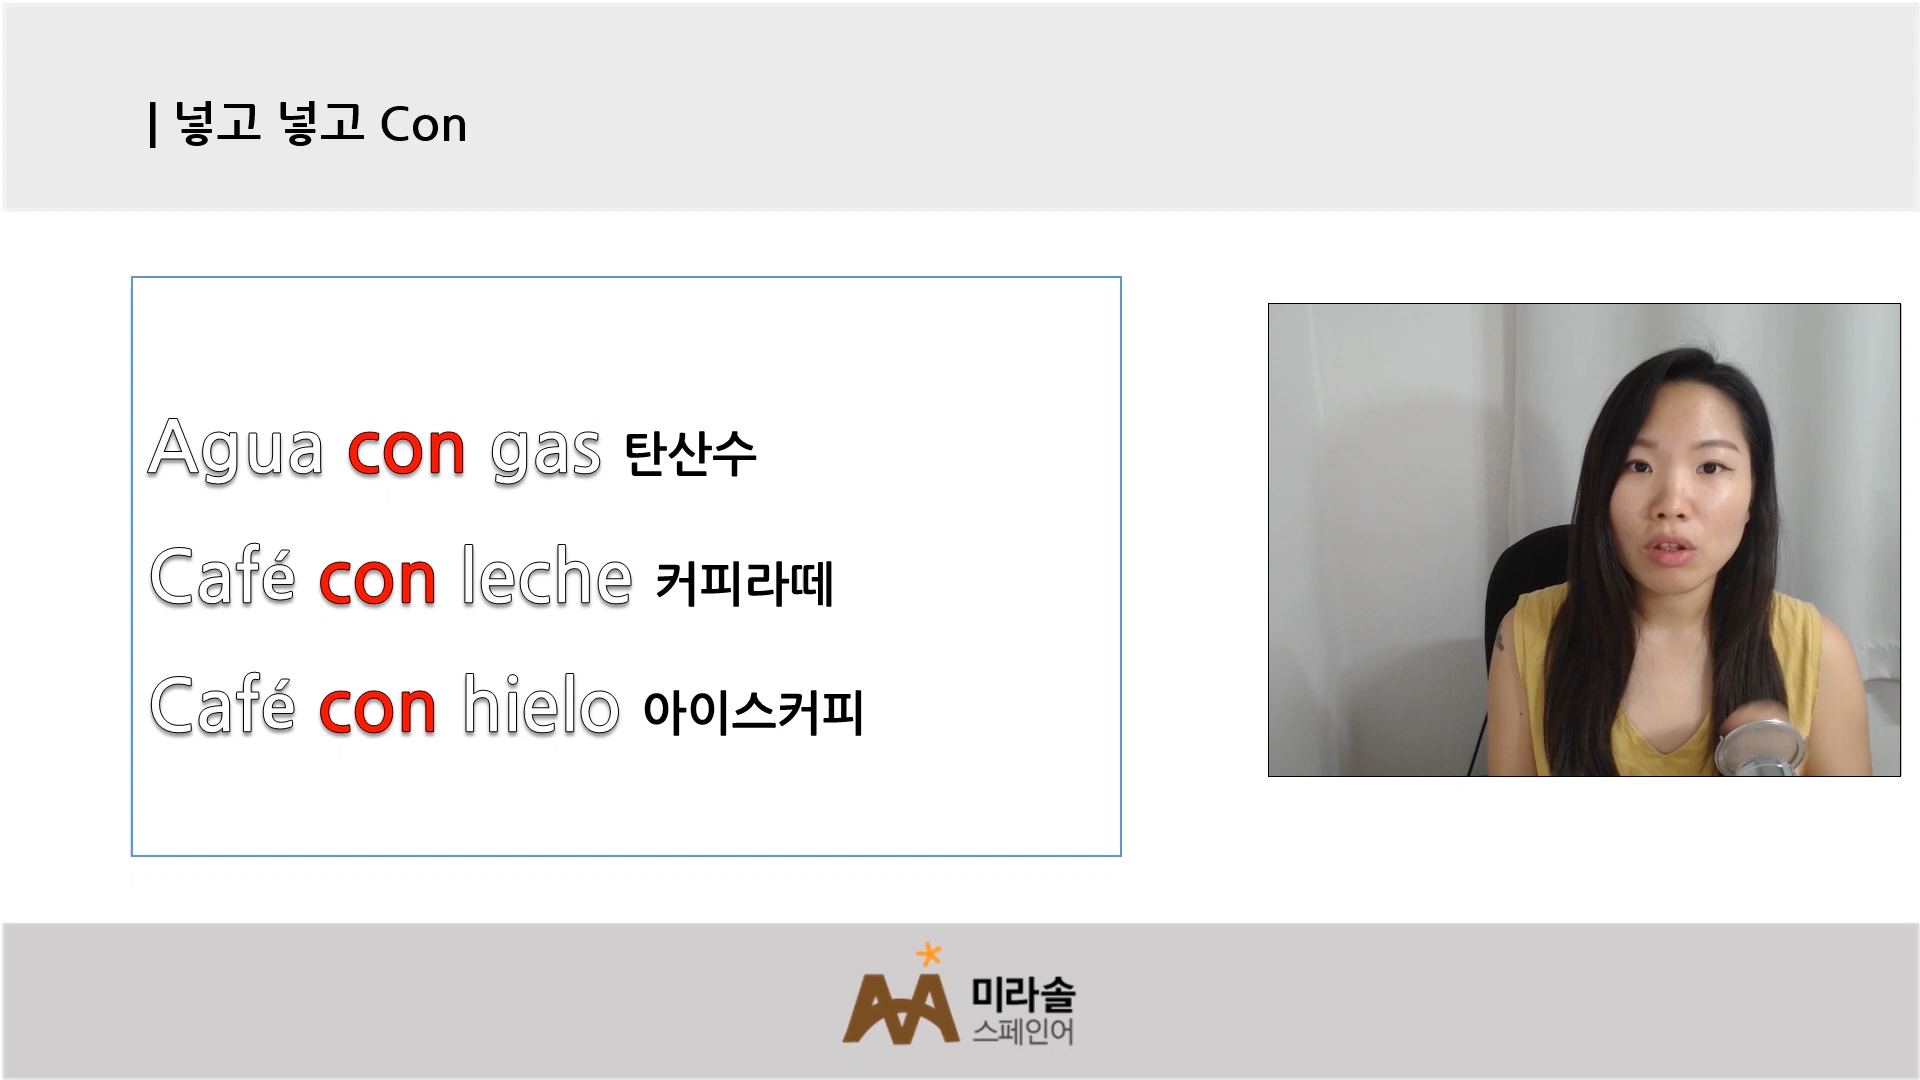 | 넣고 넣고 Con
Agua con gas 탄산수
Café con leche 커피라떼
Café con hielo 아이스커피
미라솔
스페인어